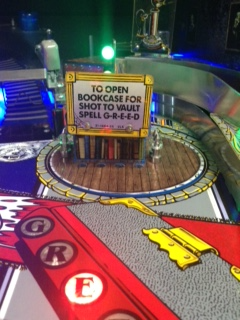 TO OPEN
BOOKCASE FOR
SHOT TO VAULT
SPELL G-R-E-E-D
G
R
E